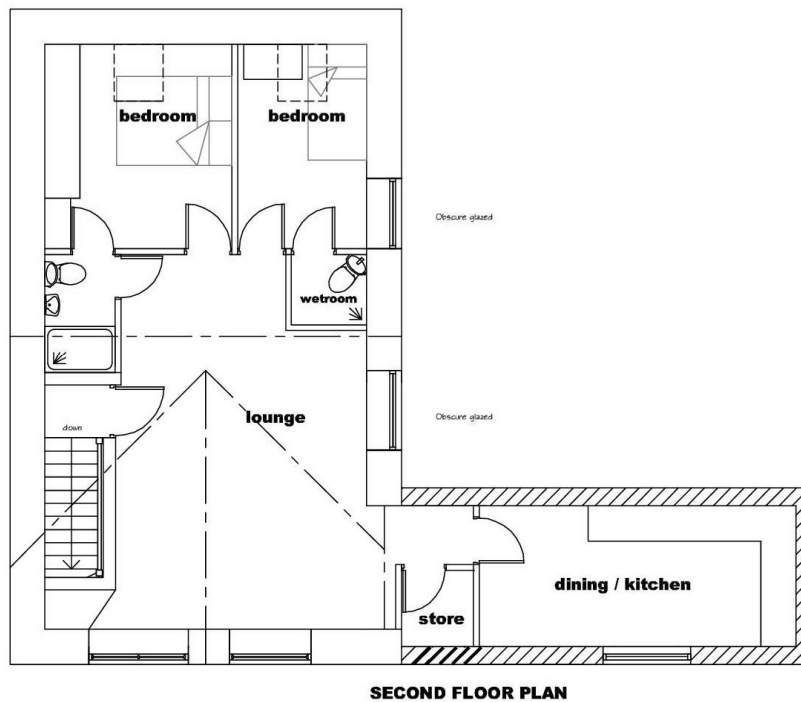 bedroom
bedroom
Obscure glazed
wetroom
lounge
Obscure glazed
down
dining / kitchen
store
SECOND FLOOR PLAN